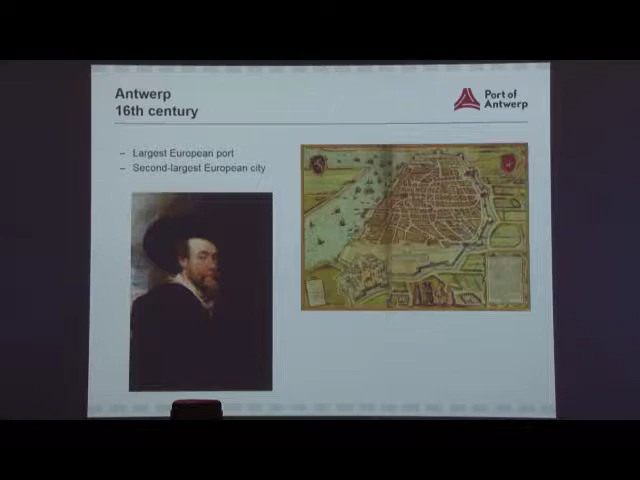 Antwerp
16th century
Port of
Antwerp
– Largest European port
– Second-largest European city